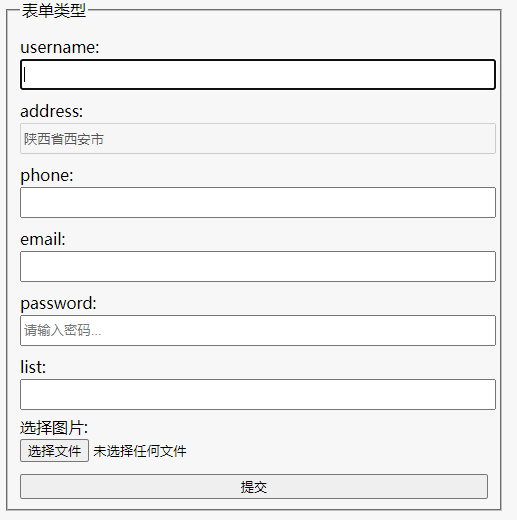 表单类型
username:
address:
陕西省西安市
phone:
email:
password:
请输入密码...
list:
选择图片:
选择文件 未选择任何文件
提交